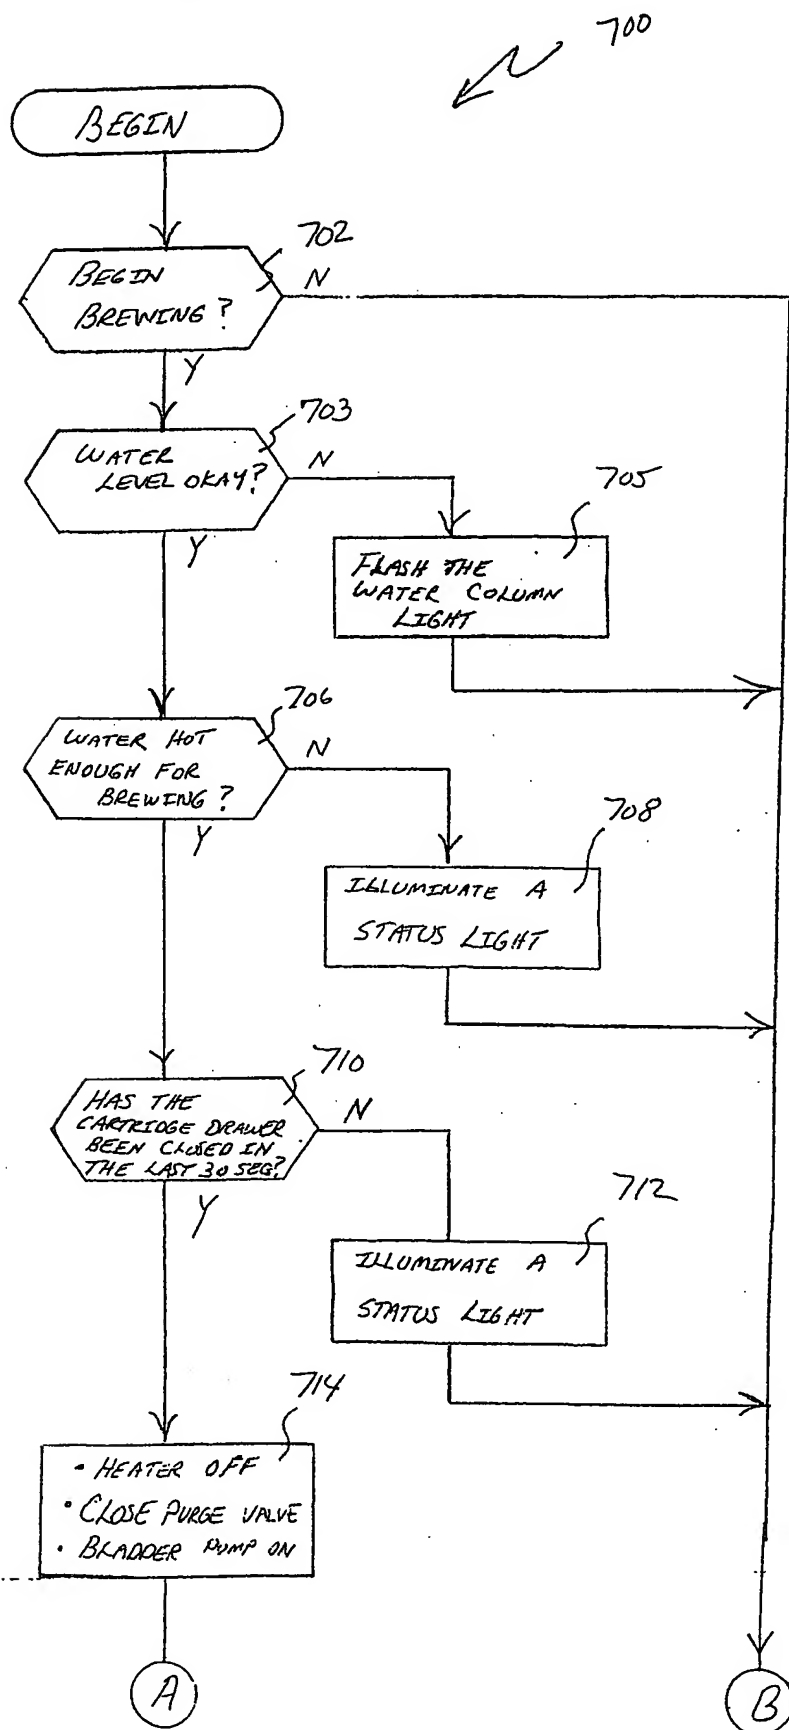 700
BEGIN
702
BEGIN
BREWING?
N
Y
703
WATER
LEVEL OKAY?
N
Y
705
FLASH THE
WATER COLUMN
LIGHT
706
WATER HOT
ENOUGH FOR
BREWING?
N
Y
708
ILLUMINATE A
STATUS LIGHT
710
HAS THE
CARTRIDGE DRAWER
BEEN CLOSED IN
THE LAST 30 SEC?
N
Y
712
ILLUMINATE A
STATUS LIGHT
714
• HEATER OFF
• CLOSE PURGE VALVE
• BLADDER PUMP ON
A
B